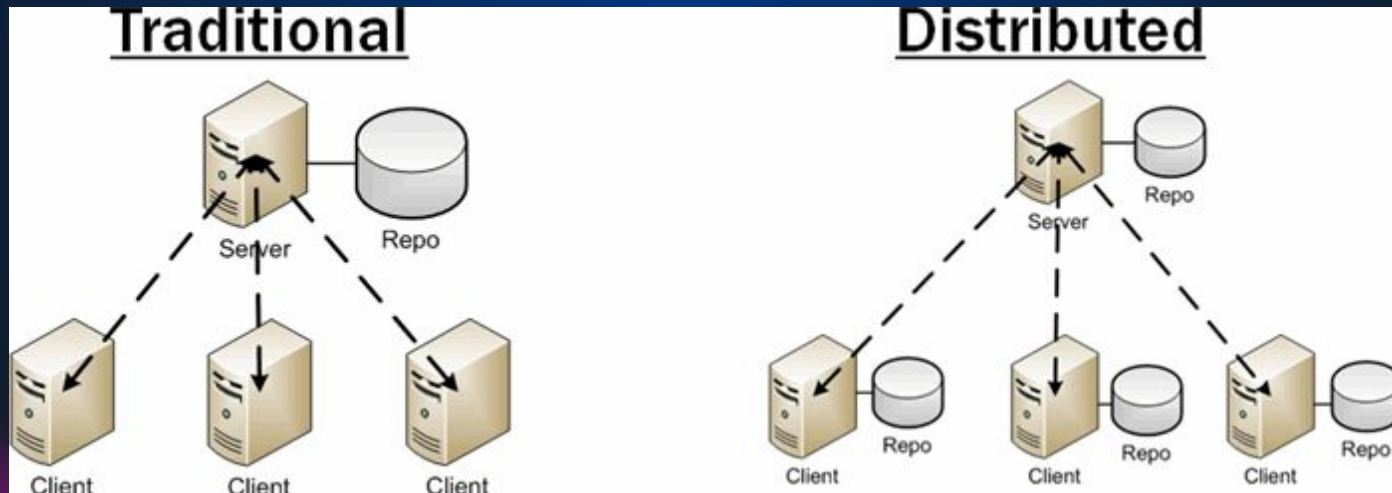 Traditional
Server
Repo
Client
Client
Client
Distributed
Repo
Server
Repo
Repo
Repo
Client
Client
Client